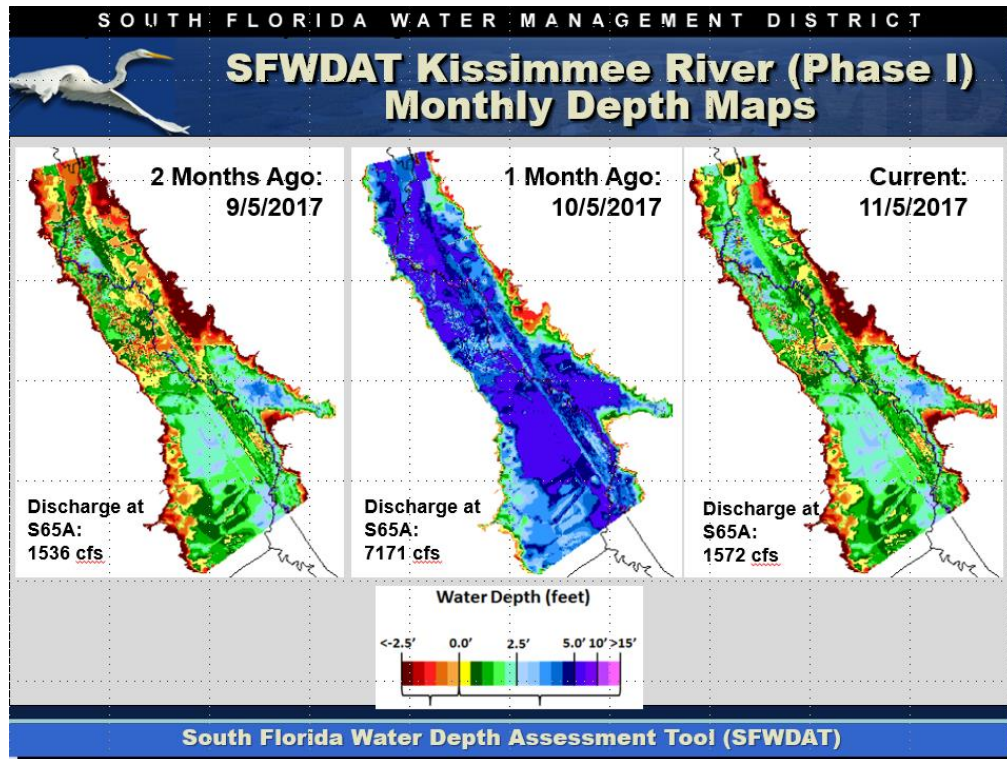 SOUTH FLORIDA WATER MANAGEMENT DISTRICT
SFWDAT Kissimmee River (Phase I)
Monthly Depth Maps
2 Months Ago:
9/5/2017
Discharge at
S65A:
1536 cfs
1 Month Ago:
10/5/2017
Discharge at
S65A:
7171 cfs
Current:
11/5/2017
Discharge at
S65A:
1572 cfs
Water Depth (feet)
<-2.5' 0.0' 2.5' 5.0' 10' >15'
South Florida Water Depth Assessment Tool (SFWDAT)